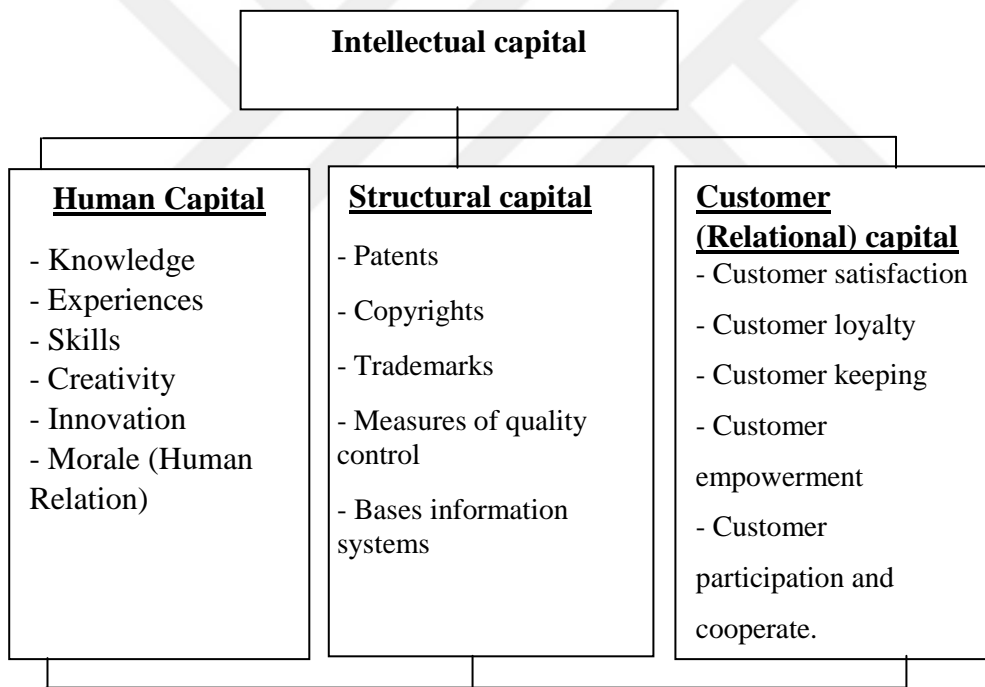 Intellectual capital
Human Capital
- Knowledge
- Experiences
- Skills
- Creativity
- Innovation
- Morale (Human
Relation)
Structural capital
- Patents
- Copyrights
- Trademarks
- Measures of quality
control
- Bases information
systems
Customer
(Relational) capital
- Customer satisfaction
- Customer loyalty
- Customer keeping
- Customer
empowerment
- Customer
participation and
cooperate.